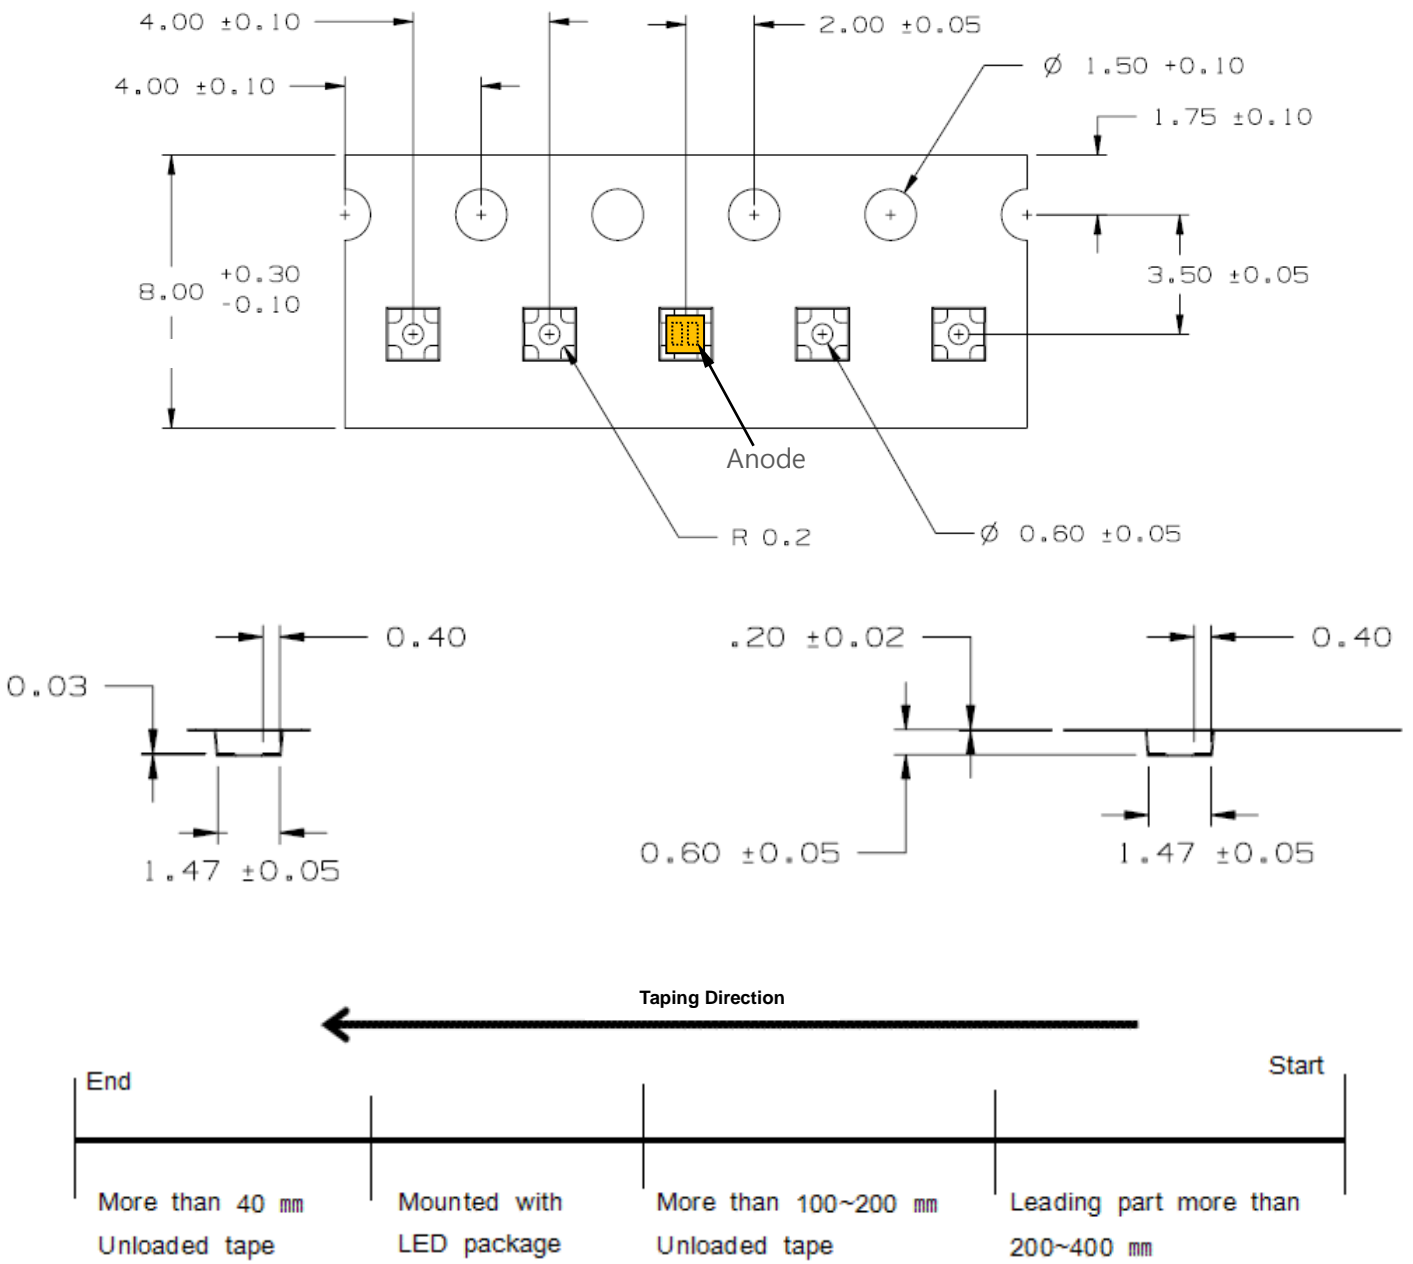 4.00 ±0.10
2.00 ±0.05
4.00 ±0.10
Ø 1.50 +0.10
1.75 ±0.10
8.00 +0.30
-0.10
3.50 ±0.05
Anode
R 0.2
Ø 0.60 ±0.05
0.40
.20 ±0.02
0.40
0.03
0.60 ±0.05
1.47 ±0.05
1.47 ±0.05
Taping Direction
End
Start
More than 40 ㎜
Unloaded tape
Mounted with
LED package
More than 100~200 ㎜
Unloaded tape
Leading part more than
200~400 ㎜